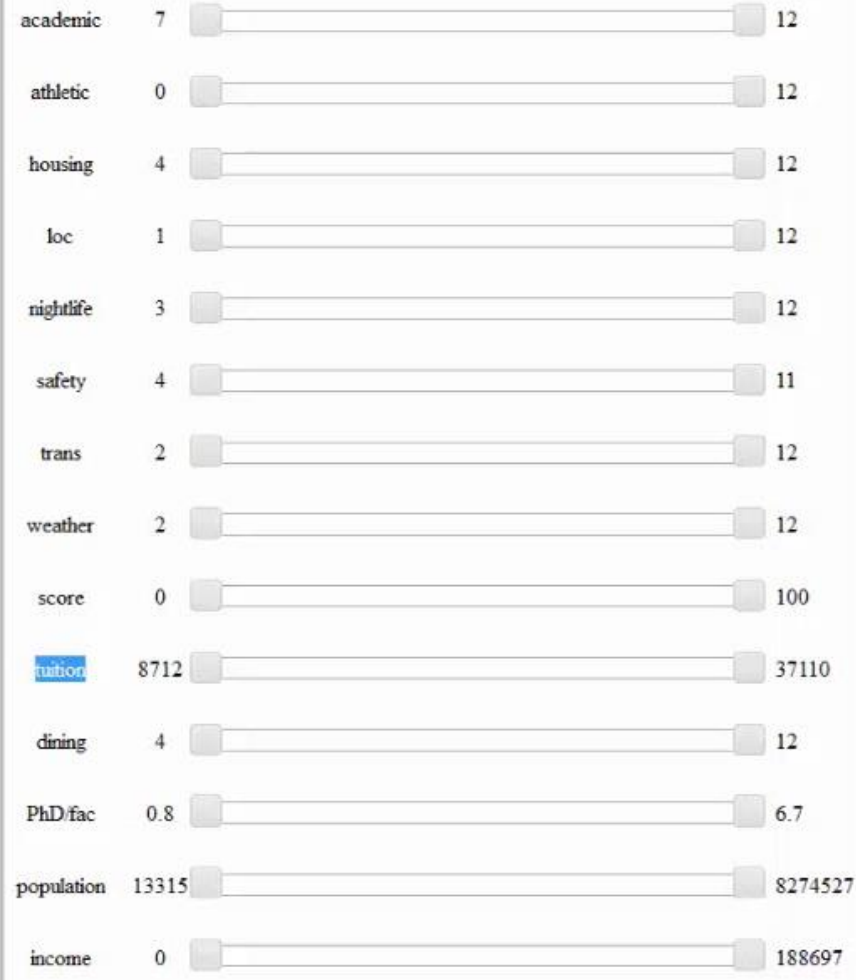 academic 7 12
athletic 0 12
housing 4 12
loc 1 12
nightlife 3 12
safety 4 11
trans 2 12
weather 2 12
score 0 100
tuition 8712 37110
dining 4 12
PhD/fac 0.8 6.7
population 13315 8274527
income 0 188697